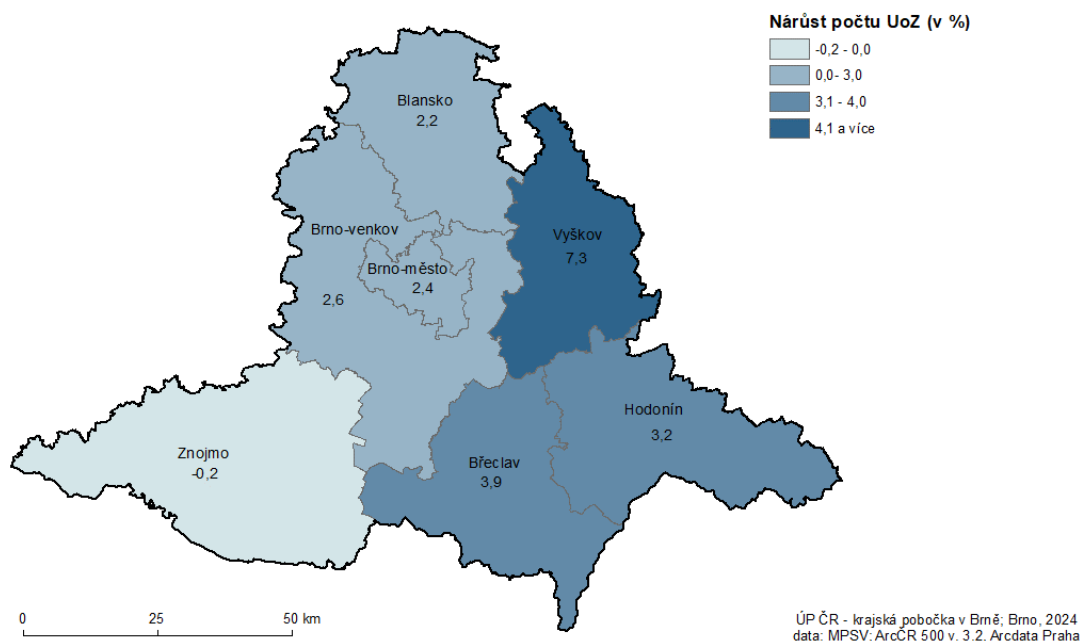 Nárůst počtu UoZ (v %)
-0,2 - 0,0
0,0- 3,0
3,1 - 4,0
4,1 a více
Blansko
2,2
Brno-venkov
2,6
Brno-město
2,4
Vyškov
7,3
Hodonín
3,2
Břeclav
3,9
Znojmo
-0,2
0 25 50 km
ÚP ČR - krajská pobočka v Brně; Brno, 2024
data: MPSV; ArcČR 500 v. 3.2. Arcdata Praha